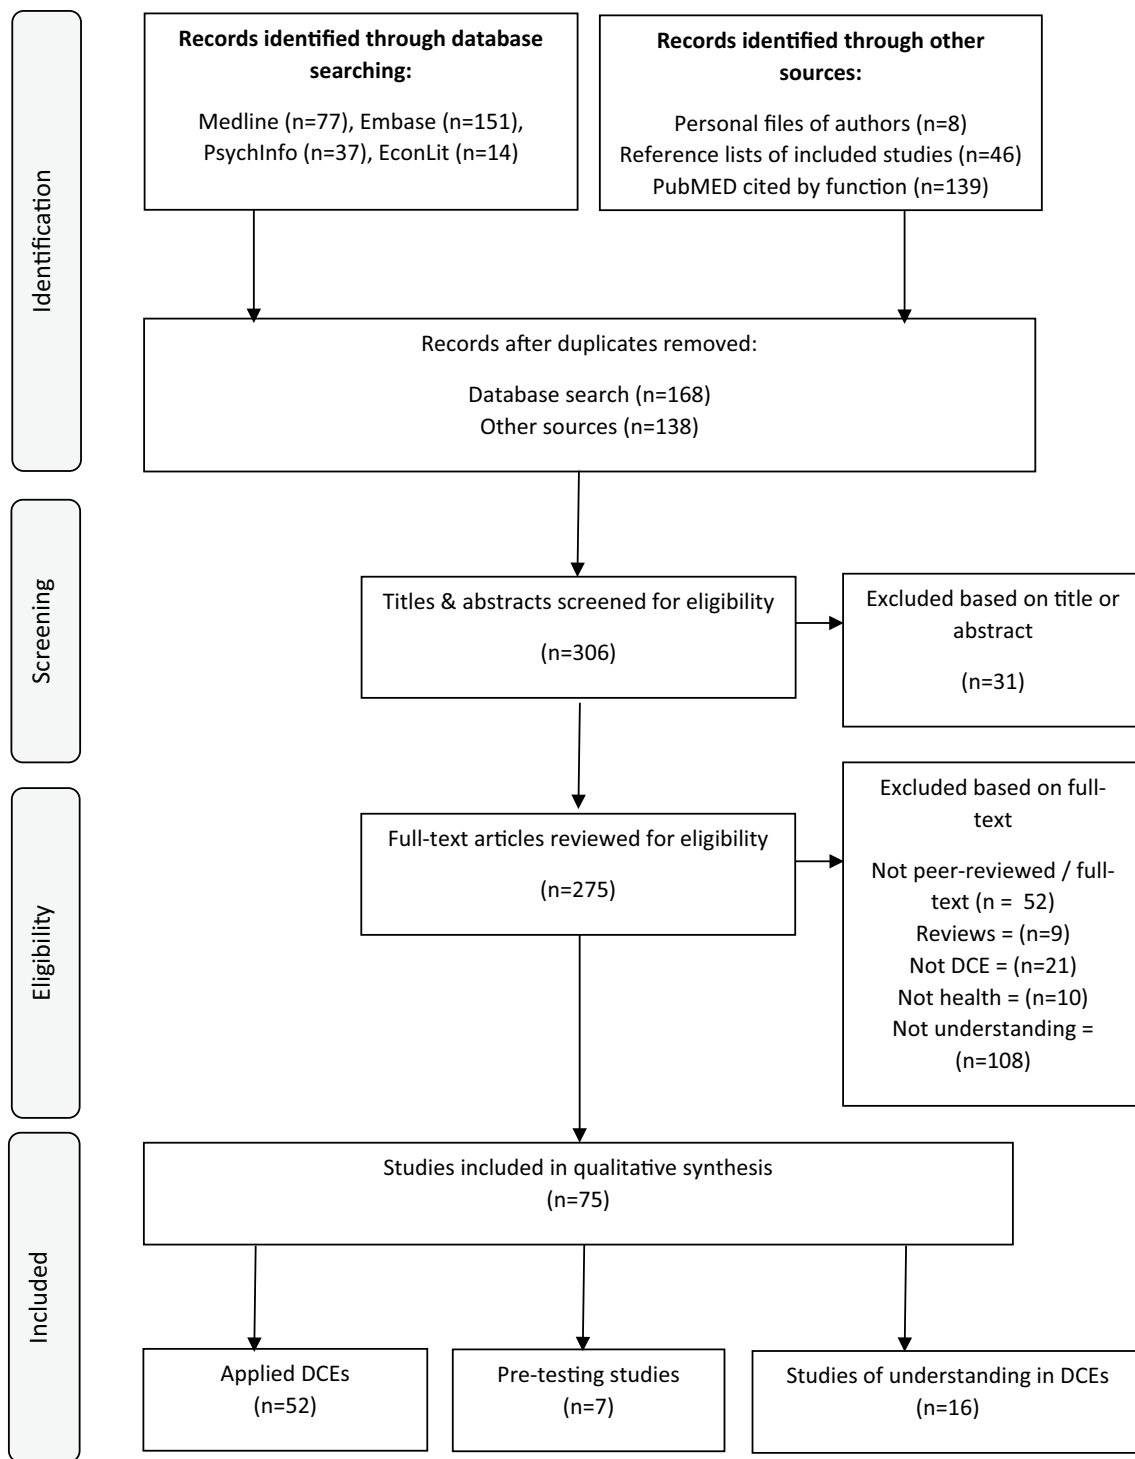 Identification
Records identified through database
searching:
Medline (n=77), Embase (n=151),
PsychInfo (n=37), EconLit (n=14)
Records identified through other
sources:
Personal files of authors (n=8)
Reference lists of included studies (n=46)
PubMED cited by function (n=139)
Records after duplicates removed:
Database search (n=168)
Other sources (n=138)
Screening
Titles & abstracts screened for eligibility
(n=306)
Excluded based on title or
abstract
(n=31)
Eligibility
Full-text articles reviewed for eligibility
(n=275)
Excluded based on full-
text
Not peer-reviewed / full-
text (n = 52)
Reviews = (n=9)
Not DCE = (n=21)
Not health = (n=10)
Not understanding =
(n=108)
Included
Studies included in qualitative synthesis
(n=75)
Applied DCEs
(n=52)
Pre-testing studies
(n=7)
Studies of understanding in DCEs
(n=16)